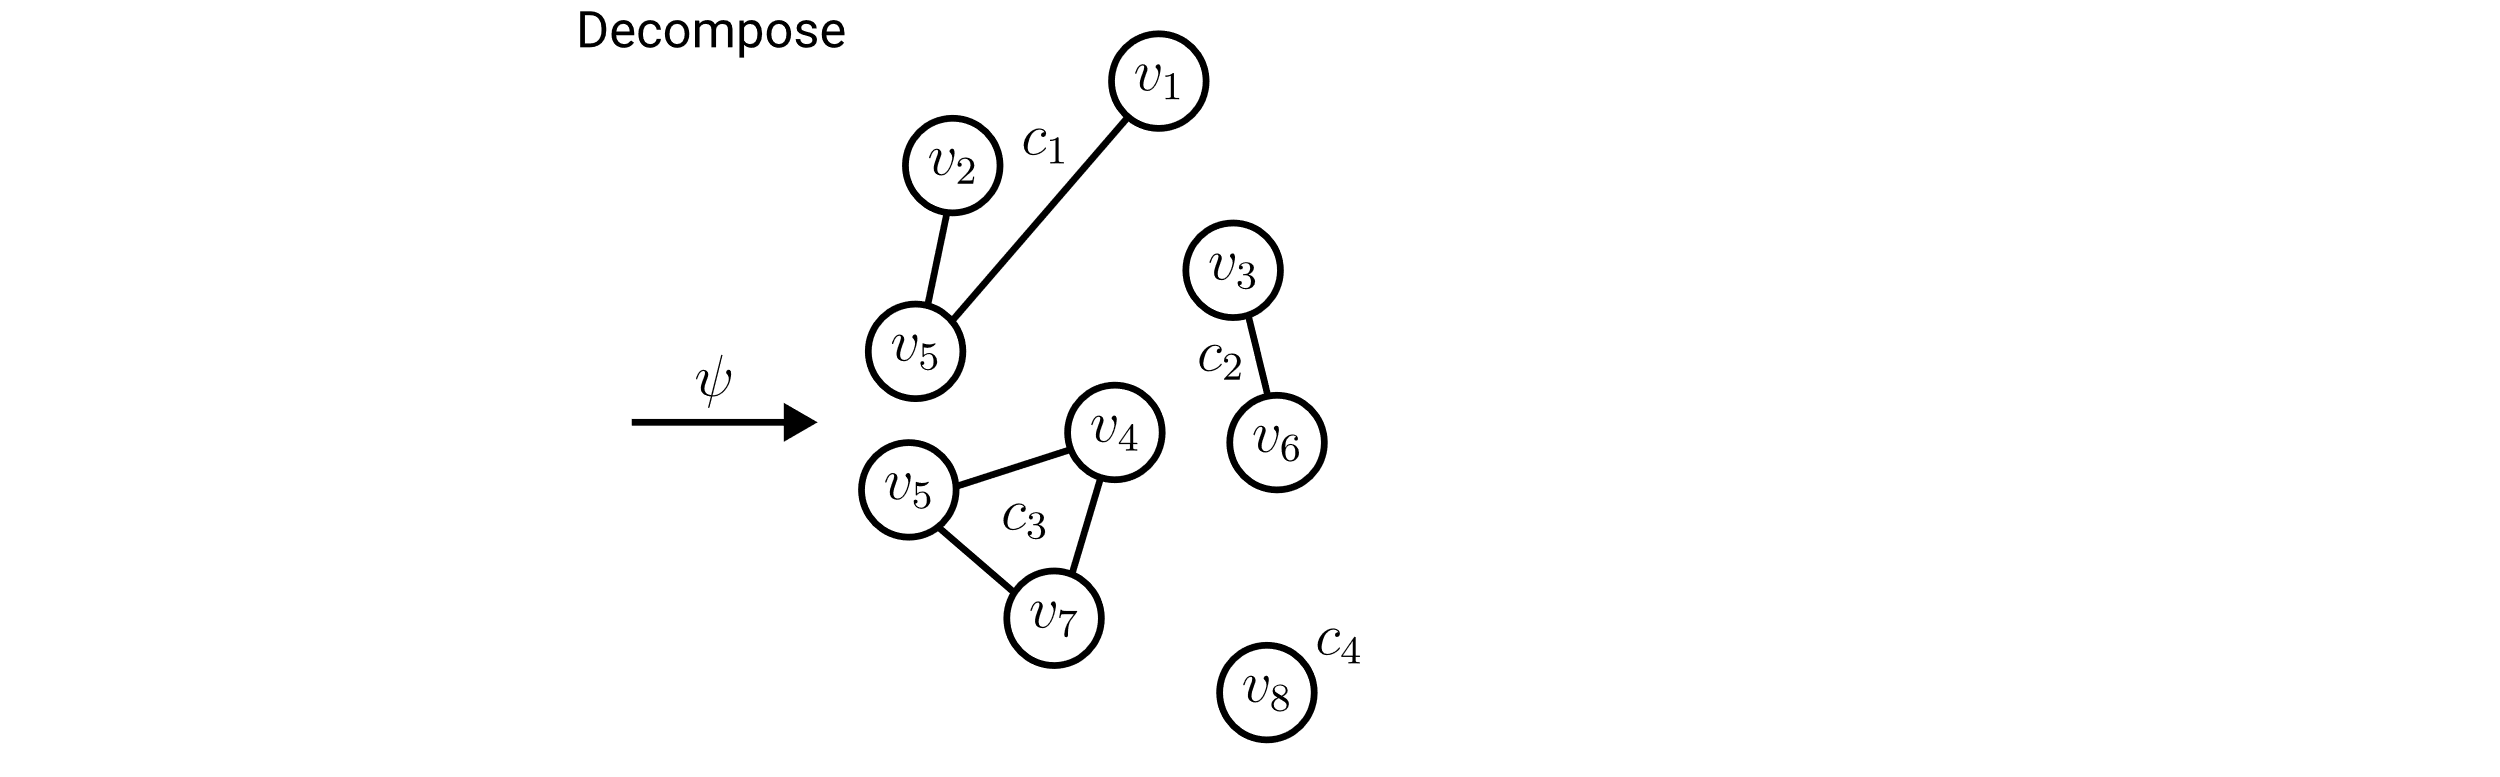 Decompose
v₁
c₁
v₂
v₃
v₅
c₂
ψ
v₄
v₆
v₅
c₃
v₇
c₄
v₈